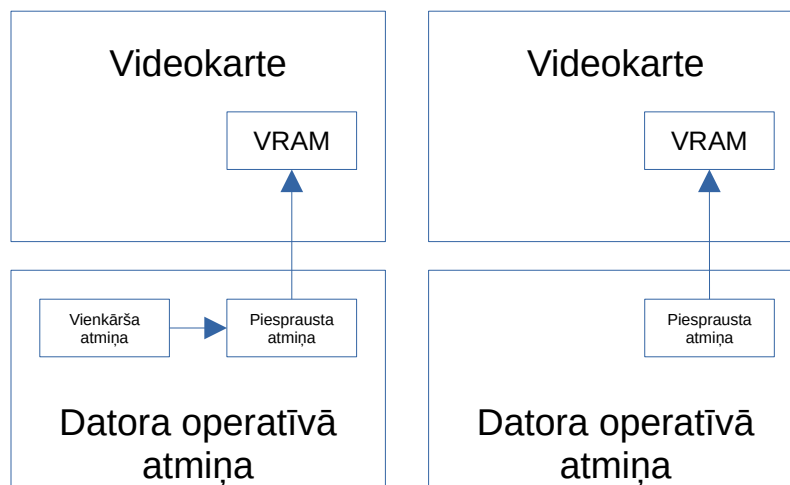 Videokarte
VRAM
Vienkārša
atmiņa
Piesprausta
atmiņa
Datora operatīvā
atmiņa
Videokarte
VRAM
Piesprausta
atmiņa
Datora operatīvā
atmiņa